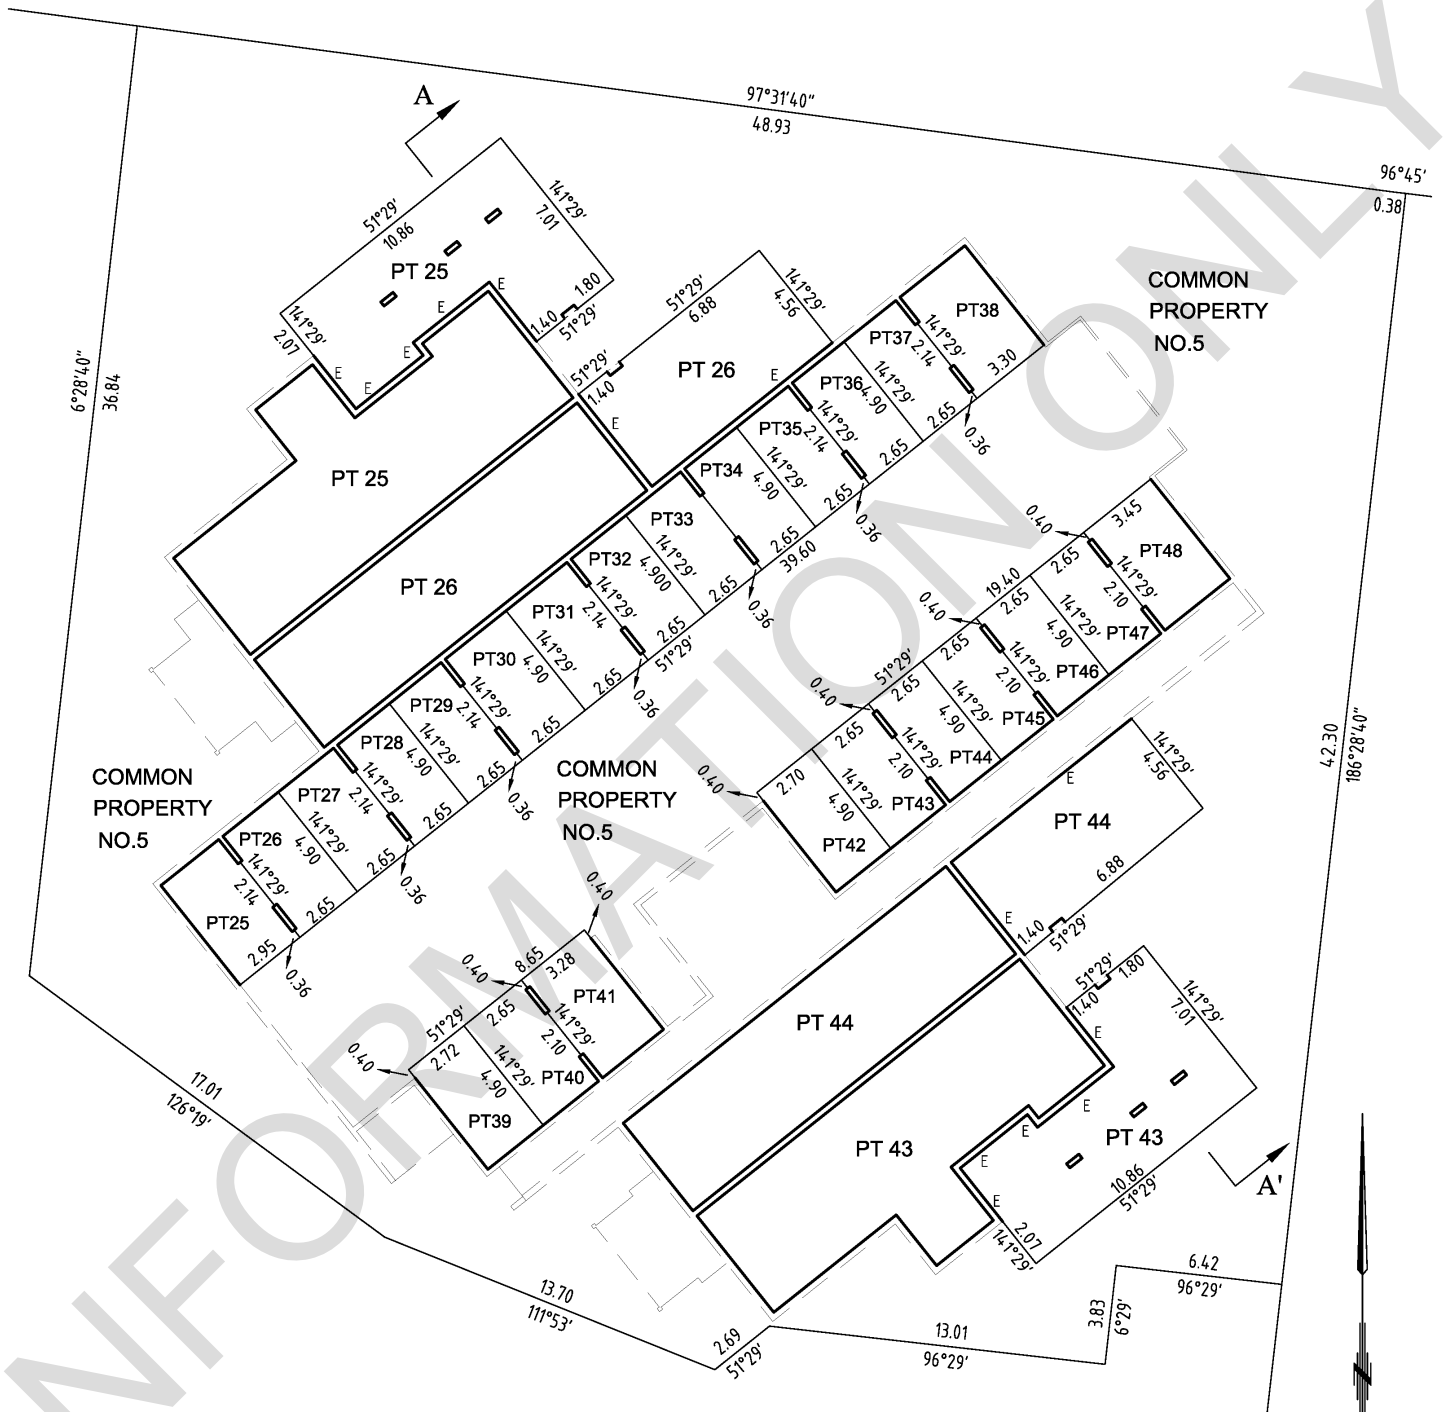 INFORMATION ONLY
97°31'40"
48.93
96°45'
0.38
A
51°29'
10.86
141°29'
7.01
PT 25
141°29'
2.07
1.80
1.40
51°29'
E
E
E
E
E
6°28'40"
36.84
51°29'
6.88
141°29'
4.56
51°29'
1.40
PT 26
E
E
COMMON
PROPERTY
NO.5
PT38
3.30
PT37
141°29'
2.14
0.36
PT36
141°29'
4.90
2.65
2.65
PT35
141°29'
2.14
0.36
PT34
141°29'
4.90
2.65
2.65
PT33
0.36
39.60
PT32
141°29'
4.900
2.65
2.65
PT31
141°29'
2.14
0.36
51°29'
PT30
141°29'
4.90
2.65
2.65
PT29
141°29'
2.14
0.36
PT28
141°29'
4.90
2.65
2.65
PT27
141°29'
2.14
0.36
PT26
141°29'
4.90
2.65
2.65
PT25
141°29'
2.14
0.36
2.95
PT 25
PT 26
COMMON
PROPERTY
NO.5
COMMON
PROPERTY
NO.5
0.40
3.45
PT48
141°29'
2.10
2.65
19.40
2.65
PT47
141°29'
4.90
0.40
PT46
141°29'
2.10
2.65
51°29'
2.65
PT45
141°29'
4.90
0.40
PT44
141°29'
2.10
2.65
2.70
PT43
141°29'
4.90
0.40
PT42
42.30
186°28'40"
0.40
8.65
3.28
PT41
0.40
141°29'
2.10
2.65
51°29'
2.72
PT40
141°29'
4.90
0.40
PT39
E
141°29'
4.56
PT 44
6.88
E
1.40
51°29'
PT 44
51°29'
1.80
1.40
141°29'
7.01
E
E
E
E
E
PT 43
PT 43
10.86
51°29'
2.07
141°29'
A'
17.01
126°19'
13.70
111°53'
2.69
51°29'
13.01
96°29'
3.83
6°29'
6.42
96°29'
N